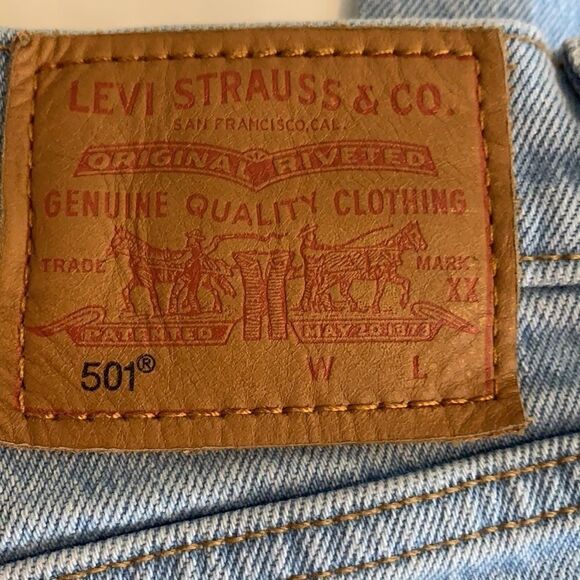 LEVI STRAUSS & CO.
SAN FRANCISCO, CAL.
ORIGINAL RIVETED
GENUINE QUALITY CLOTHING
TRADE MARK
XX
PATENTED MAY 20 1873
501® W L